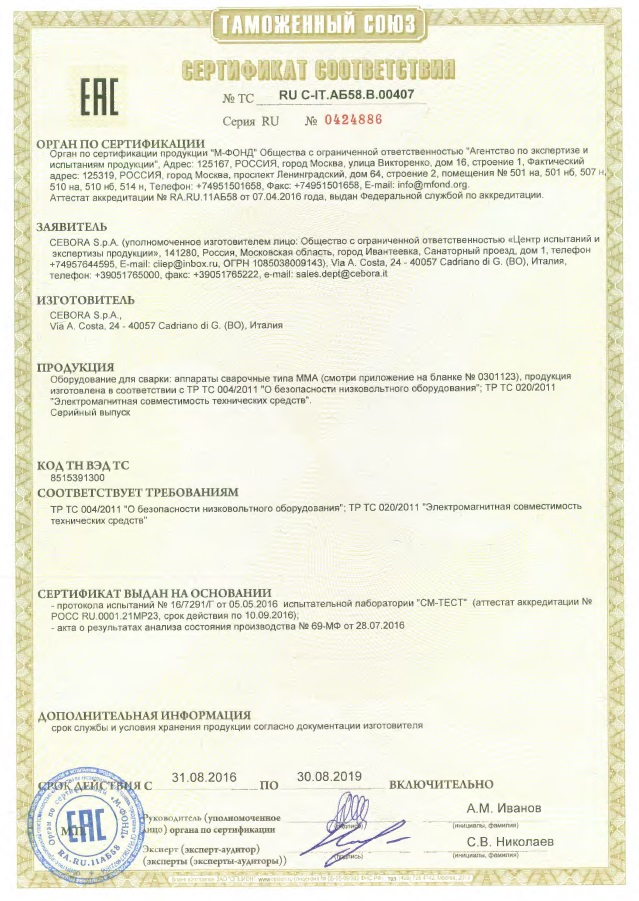 ТАМОЖЕННЫЙ СОЮЗ
СЕРТИФИКАТ СООТВЕТСТВИЯ
ЕАС
№ ТС RU С-IT.АБ58.В.00407
Серия RU № 0424886
ОРГАН ПО СЕРТИФИКАЦИИ
Орган по сертификации продукции "М-ФОНД" Общества с ограниченной ответственностью "Агентство по экспертизе и
испытаниям продукции", Адрес: 125167, РОССИЯ, город Москва, улица Викторенко, дом 16, строение 1, Фактический
адрес: 125319, РОССИЯ, город Москва, проспект Ленинградский, дом 64, строение 2, помещения № 501 на, 501 нб, 507 н,
510 на, 510 нб, 514 н, Телефон: +74951501658, Факс: +74951501658, E-mail: info@mfond.org.
Аттестат аккредитации № RA.RU.11АБ58 от 07.04.2016 года, выдан Федеральной службой по аккредитации.
ЗАЯВИТЕЛЬ
CEBORA S.p.A. (уполномоченное изготовителем лицо: Общество с ограниченной ответственностью «Центр испытаний и
экспертизы продукции», 141280, Россия, Московская область, город Ивантеевка, Санаторный проезд, дом 1, телефон
+74957644595, E-mail: cliep@inbox.ru, ОГРН 1085038009143), Via A. Costa, 24 - 40057 Cadriano di G. (BO), Италия,
телефон: +39051765000, факс: +39051765222, e-mail: sales.dept@cebora.it
ИЗГОТОВИТЕЛЬ
CEBORA S.p.A.,
Via A. Costa, 24 - 40057 Cadriano di G. (BO), Италия
ПРОДУКЦИЯ
Оборудование для сварки: аппараты сварочные типа ММА (смотри приложение на бланке № 0301123), продукция
изготовлена в соответствии с ТР ТС 004/2011 "О безопасности низковольтного оборудования"; ТР ТС 020/2011
"Электромагнитная совместимость технических средств".
Серийный выпуск
КОД ТН ВЭД ТС
8515391300
СООТВЕТСТВУЕТ ТРЕБОВАНИЯМ
ТР ТС 004/2011 "О безопасности низковольтного оборудования"; ТР ТС 020/2011 "Электромагнитная совместимость
технических средств"
СЕРТИФИКАТ ВЫДАН НА ОСНОВАНИИ
- протокола испытаний № 16/7291/Г от 05.05.2016 испытательной лаборатории "СМ-ТЕСТ" (аттестат аккредитации №
РОСС RU.0001.21МР23, срок действия по 10.09.2016);
- акта о результатах анализа состояния производства № 69-МФ от 28.07.2016
ДОПОЛНИТЕЛЬНАЯ ИНФОРМАЦИЯ
срок службы и условия хранения продукции согласно документации изготовителя
СРОК ДЕЙСТВИЯ С 31.08.2016 ПО 30.08.2019 ВКЛЮЧИТЕЛЬНО
М.П.
ЕАС
Орган по сертификации "М-ФОНД"
RA.RU.11АБ58
Руководитель (уполномоченное
лицо) органа по сертификации
(подпись)
А.М. Иванов
(инициалы, фамилия)
Эксперт (эксперт-аудитор)
(эксперты (эксперты-аудиторы))
(подпись)
С.В. Николаев
(инициалы, фамилия)